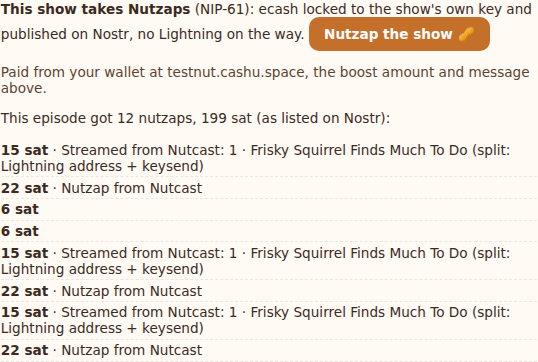 This show takes Nutzaps (NIP-61): ecash locked to the show's own key and
published on Nostr, no Lightning on the way. Nutzap the show 🥜
Paid from your wallet at testnut.cashu.space, the boost amount and message
above.
This episode got 12 nutzaps, 199 sat (as listed on Nostr):
15 sat · Streamed from Nutcast: 1 · Frisky Squirrel Finds Much To Do (split:
Lightning address + keysend)
22 sat · Nutzap from Nutcast
6 sat
6 sat
15 sat · Streamed from Nutcast: 1 · Frisky Squirrel Finds Much To Do (split:
Lightning address + keysend)
22 sat · Nutzap from Nutcast
15 sat · Streamed from Nutcast: 1 · Frisky Squirrel Finds Much To Do (split:
Lightning address + keysend)
22 sat · Nutzap from Nutcast